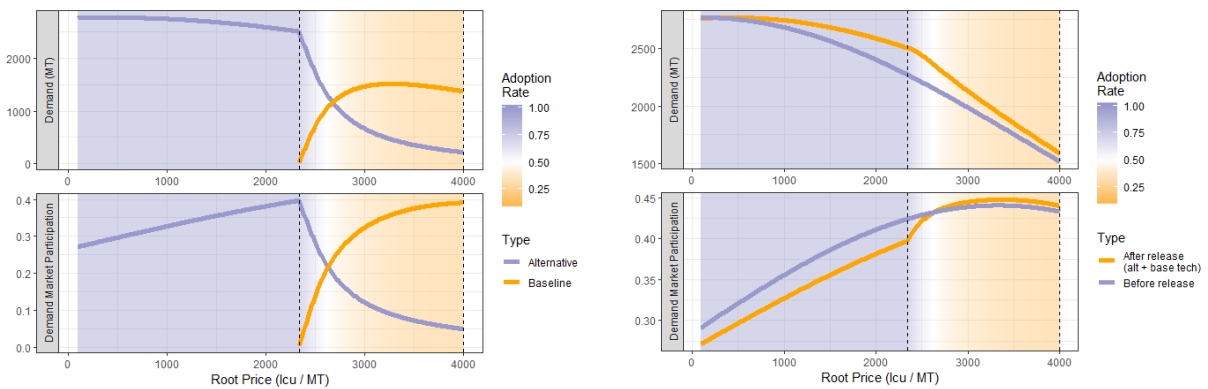 Demand (MT)
2000
1000
0
0
1000
2000
3000
4000
Demand Market Participation
0.4
0.3
0.2
0.1
0.0
0
1000
2000
3000
4000
Root Price (lcu / MT)
Adoption
Rate
1.00
0.75
0.50
0.25
Type
Alternative
Baseline
Demand (MT)
2500
2000
1500
0
1000
2000
3000
4000
Demand Market Participation
0.45
0.40
0.35
0.30
0
1000
2000
3000
4000
Root Price (lcu / MT)
Adoption
Rate
1.00
0.75
0.50
0.25
Type
After release
(alt + base tech)
Before release